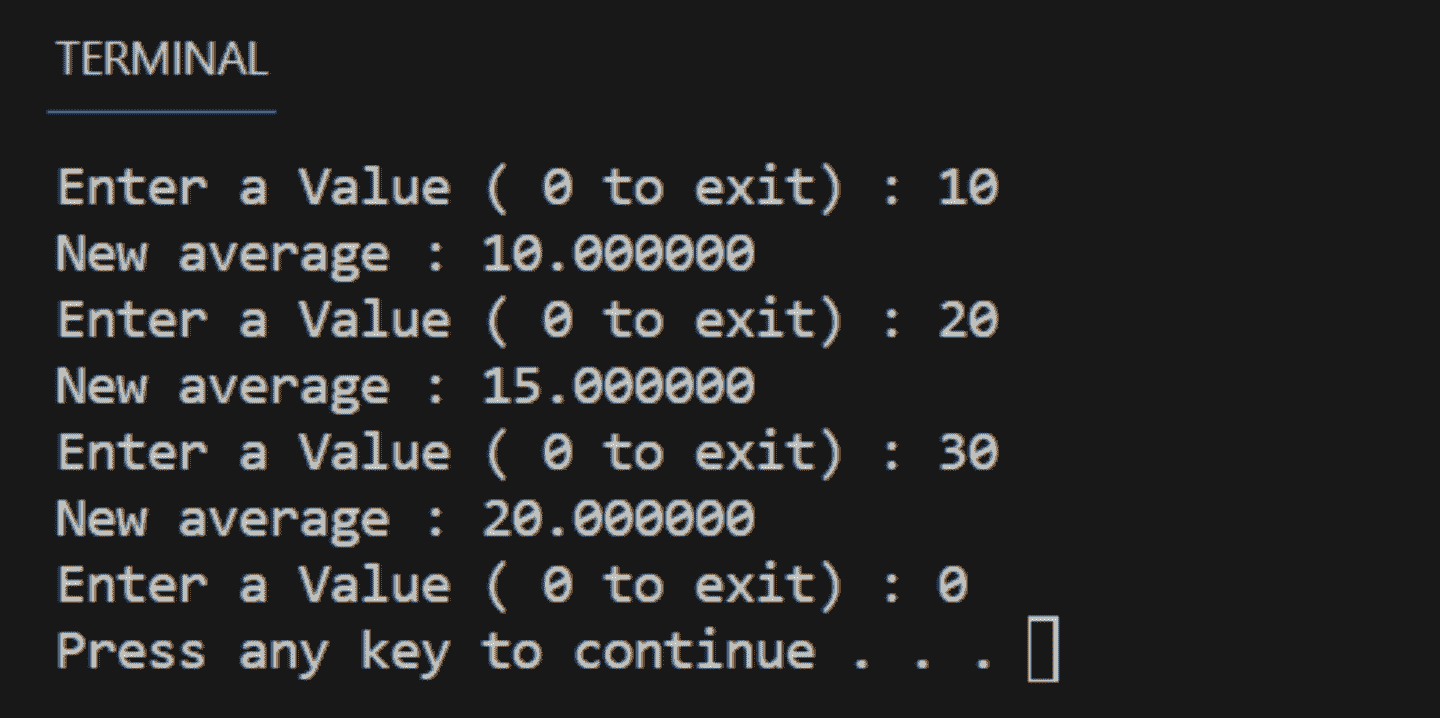 TERMINAL
Enter a Value ( 0 to exit) : 10
New average : 10.000000
Enter a Value ( 0 to exit) : 20
New average : 15.000000
Enter a Value ( 0 to exit) : 30
New average : 20.000000
Enter a Value ( 0 to exit) : 0
Press any key to continue . . .